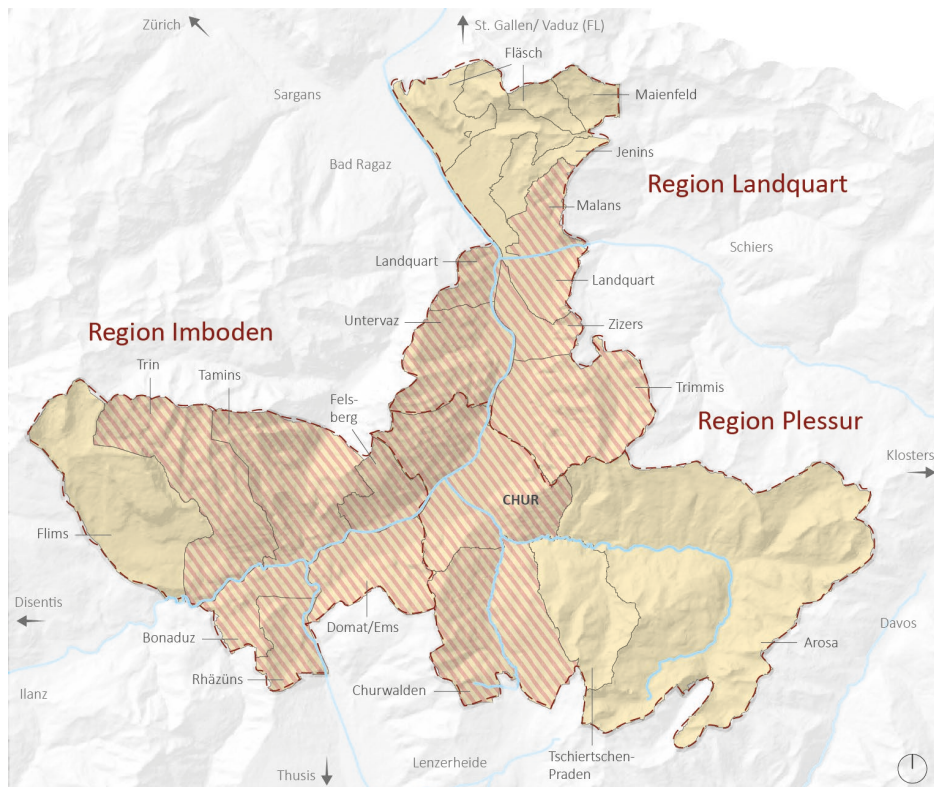 Zürich
St. Gallen/ Vaduz (FL)
Fläsch
Sargans
Maienfeld
Jenins
Bad Ragaz
Region Landquart
Malans
Schiers
Landquart
Landquart
Untervaz
Zizers
Region Imboden
Trin
Tamins
Fels-
berg
Trimmis
Region Plessur
Klosters
CHUR
Flims
Disentis
Bonaduz
Domat/Ems
Davos
Arosa
Rhäzüns
Churwalden
Ilanz
Tschiertschen-
Praden
Lenzerheide
Thusis